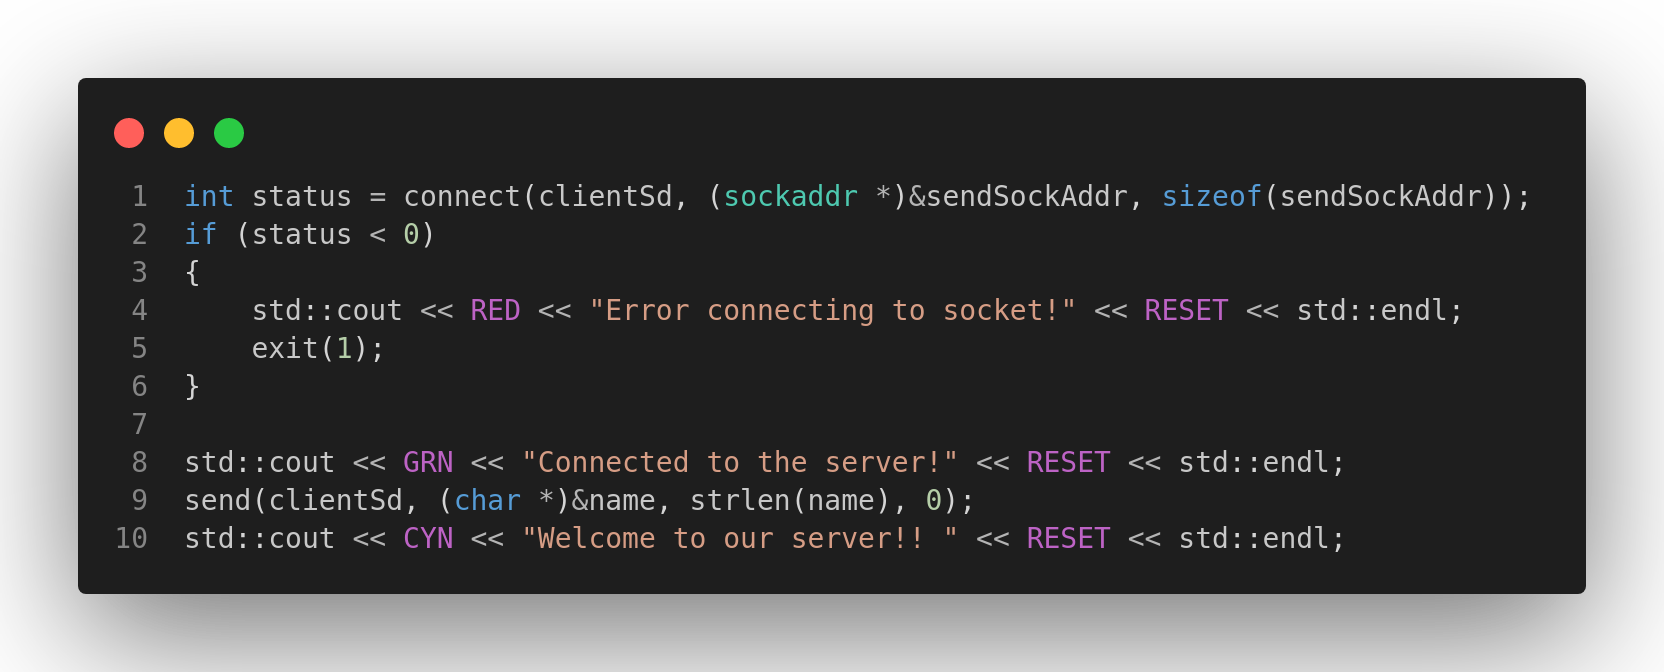 1 int status = connect(clientSd, (sockaddr *)&sendSockAddr, sizeof(sendSockAddr));
2 if (status < 0)
3 {
4     std::cout << RED << "Error connecting to socket!" << RESET << std::endl;
5     exit(1);
6 }
7
8 std::cout << GRN << "Connected to the server!" << RESET << std::endl;
9 send(clientSd, (char *)&name, strlen(name), 0);
10 std::cout << CYN << "Welcome to our server!! " << RESET << std::endl;